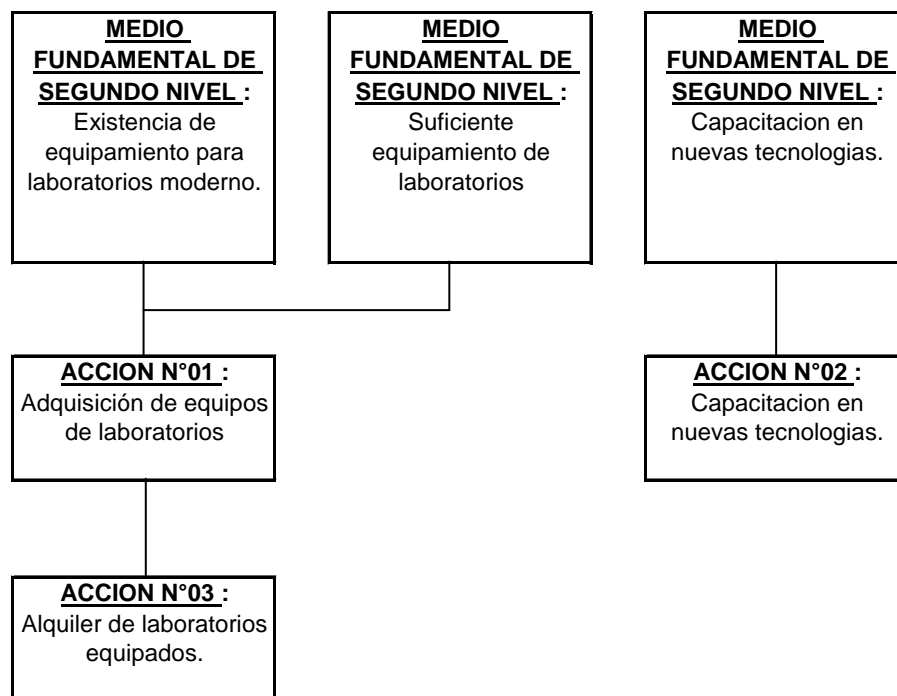 MEDIO
FUNDAMENTAL DE
SEGUNDO NIVEL :
Existencia de
equipamiento para
laboratorios moderno.
MEDIO
FUNDAMENTAL DE
SEGUNDO NIVEL :
Suficiente
equipamiento de
laboratorios
MEDIO
FUNDAMENTAL DE
SEGUNDO NIVEL :
Capacitacion en
nuevas tecnologias.
ACCION N°01 :
Adquisición de equipos
de laboratorios
ACCION N°02 :
Capacitacion en
nuevas tecnologias.
ACCION N°03 :
Alquiler de laboratorios
equipados.